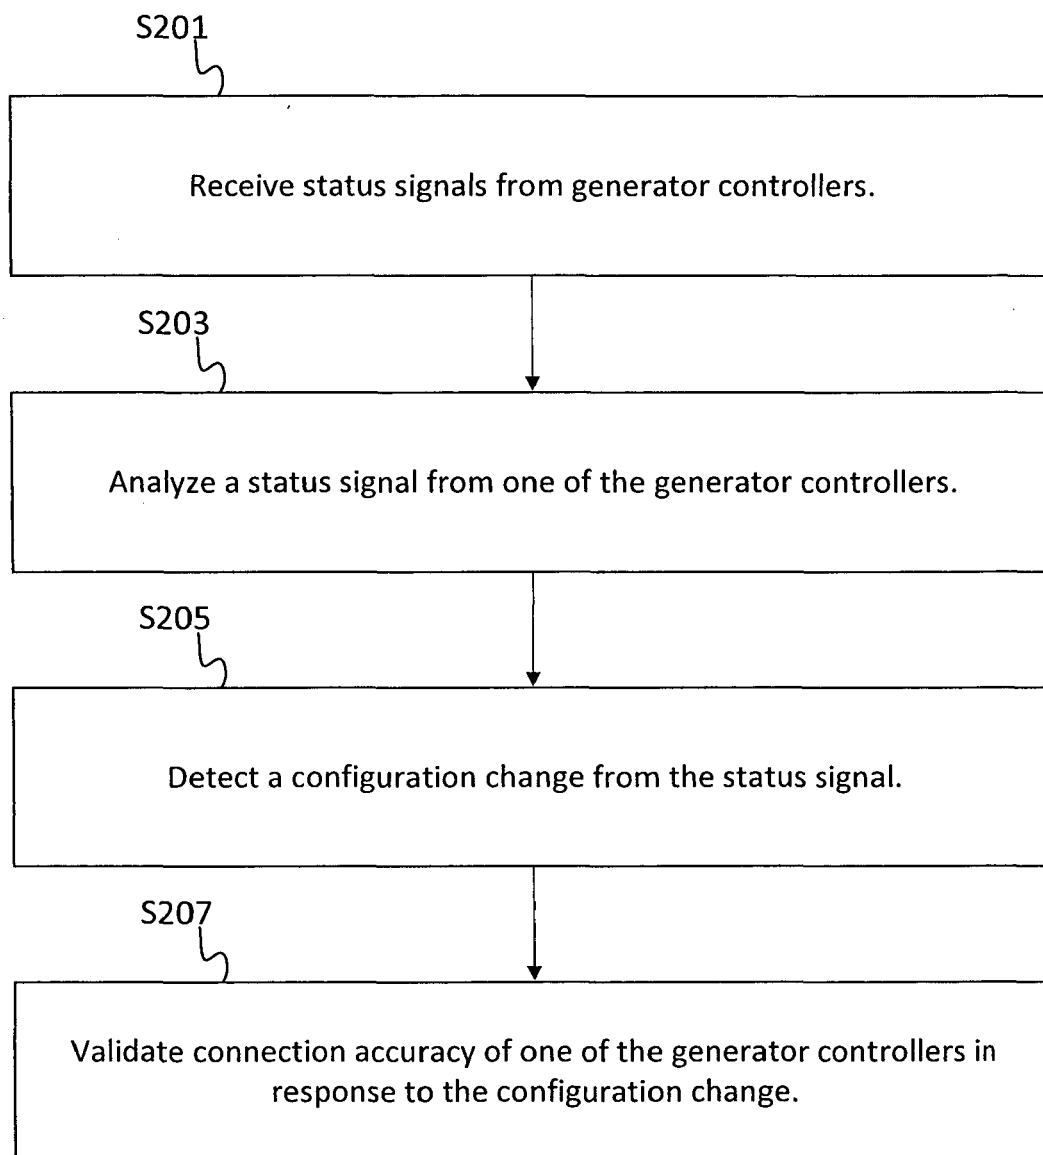 S201
Receive status signals from generator controllers.
S203
Analyze a status signal from one of the generator controllers.
S205
Detect a configuration change from the status signal.
S207
Validate connection accuracy of one of the generator controllers in
response to the configuration change.